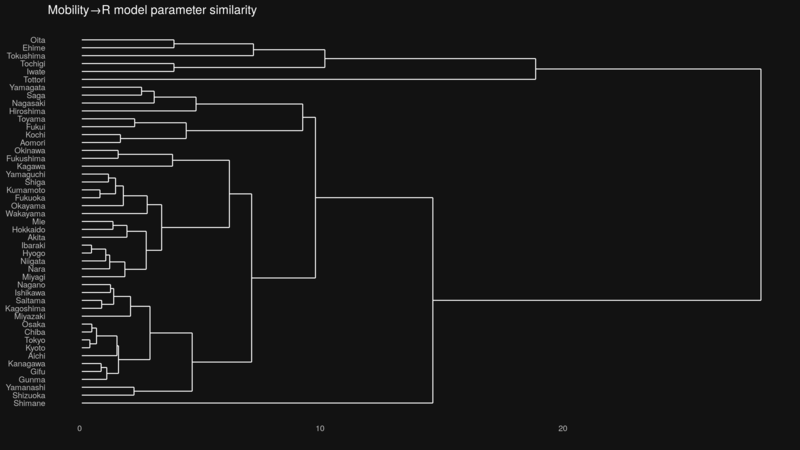 Mobility→R model parameter similarity
Oita
Ehime
Tokushima
Tochigi
Iwate
Tottori
Yamagata
Saga
Nagasaki
Hiroshima
Toyama
Fukui
Kochi
Aomori
Okinawa
Fukushima
Kagawa
Yamaguchi
Shiga
Kumamoto
Fukuoka
Okayama
Wakayama
Mie
Hokkaido
Akita
Ibaraki
Hyogo
Niigata
Nara
Miyagi
Nagano
Ishikawa
Saitama
Kagoshima
Miyazaki
Osaka
Chiba
Tokyo
Kyoto
Aichi
Kanagawa
Gifu
Gunma
Yamanashi
Shizuoka
Shimane
0 10 20